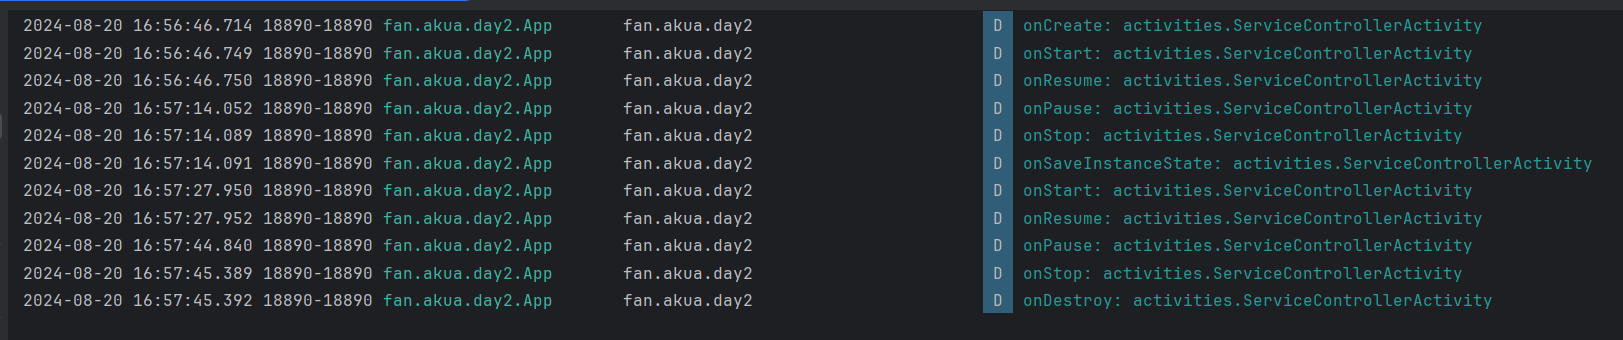 2024-08-20 16:56:46.714 18890-18890 fan.akua.day2.App fan.akua.day2 D onCreate: activities.ServiceControllerActivity
2024-08-20 16:56:46.749 18890-18890 fan.akua.day2.App fan.akua.day2 D onStart: activities.ServiceControllerActivity
2024-08-20 16:56:46.750 18890-18890 fan.akua.day2.App fan.akua.day2 D onResume: activities.ServiceControllerActivity
2024-08-20 16:57:14.052 18890-18890 fan.akua.day2.App fan.akua.day2 D onPause: activities.ServiceControllerActivity
2024-08-20 16:57:14.089 18890-18890 fan.akua.day2.App fan.akua.day2 D onStop: activities.ServiceControllerActivity
2024-08-20 16:57:14.091 18890-18890 fan.akua.day2.App fan.akua.day2 D onSaveInstanceState: activities.ServiceControllerActivity
2024-08-20 16:57:27.950 18890-18890 fan.akua.day2.App fan.akua.day2 D onStart: activities.ServiceControllerActivity
2024-08-20 16:57:27.952 18890-18890 fan.akua.day2.App fan.akua.day2 D onResume: activities.ServiceControllerActivity
2024-08-20 16:57:44.840 18890-18890 fan.akua.day2.App fan.akua.day2 D onPause: activities.ServiceControllerActivity
2024-08-20 16:57:45.389 18890-18890 fan.akua.day2.App fan.akua.day2 D onStop: activities.ServiceControllerActivity
2024-08-20 16:57:45.392 18890-18890 fan.akua.day2.App fan.akua.day2 D onDestroy: activities.ServiceControllerActivity